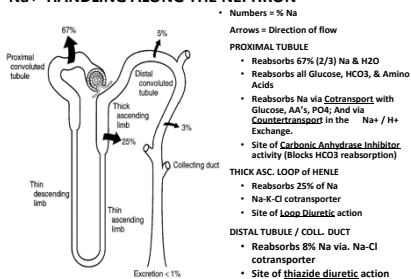 Na+ HANDLING ALONG THE NEPHRON
67%
5%
Proximal
convoluted
tubule
Distal
convoluted
tubule
Thick
ascending
limb
25%
3%
Collecting duct
Thin
descending
limb
Thin
ascending
limb
Excretion < 1%
• Numbers = % Na
Arrows = Direction of flow
PROXIMAL TUBULE
• Reabsorbs 67% (2/3) Na & H2O
• Reabsorbs all Glucose, HCO3, & Amino
Acids
• Reabsorbs Na via Cotransport with
Glucose, AA's, PO4; And via
Countertransport in the Na+ / H+
Exchange.
• Site of Carbonic Anhydrase Inhibitor
activity (Blocks HCO3 reabsorption)
THICK ASC. LOOP of HENLE
• Reabsorbs 25% of Na
• Na-K-Cl cotransporter
• Site of Loop Diuretic action
DISTAL TUBULE / COLL. DUCT
• Reabsorbs 8% Na via. Na-Cl
cotransporter
• Site of thiazide diuretic action